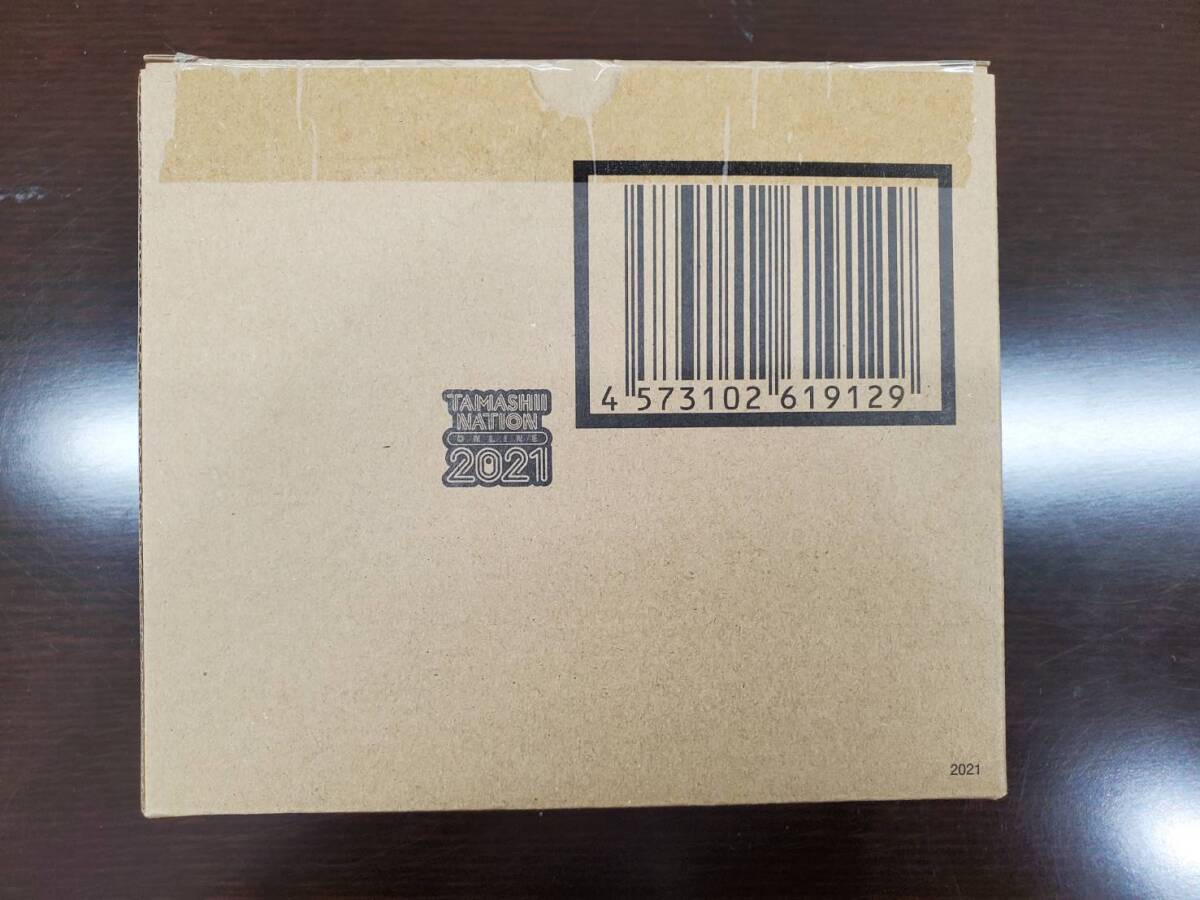 4 573102 619129
TAMASHII
NATION
ONLINE
2021
2021